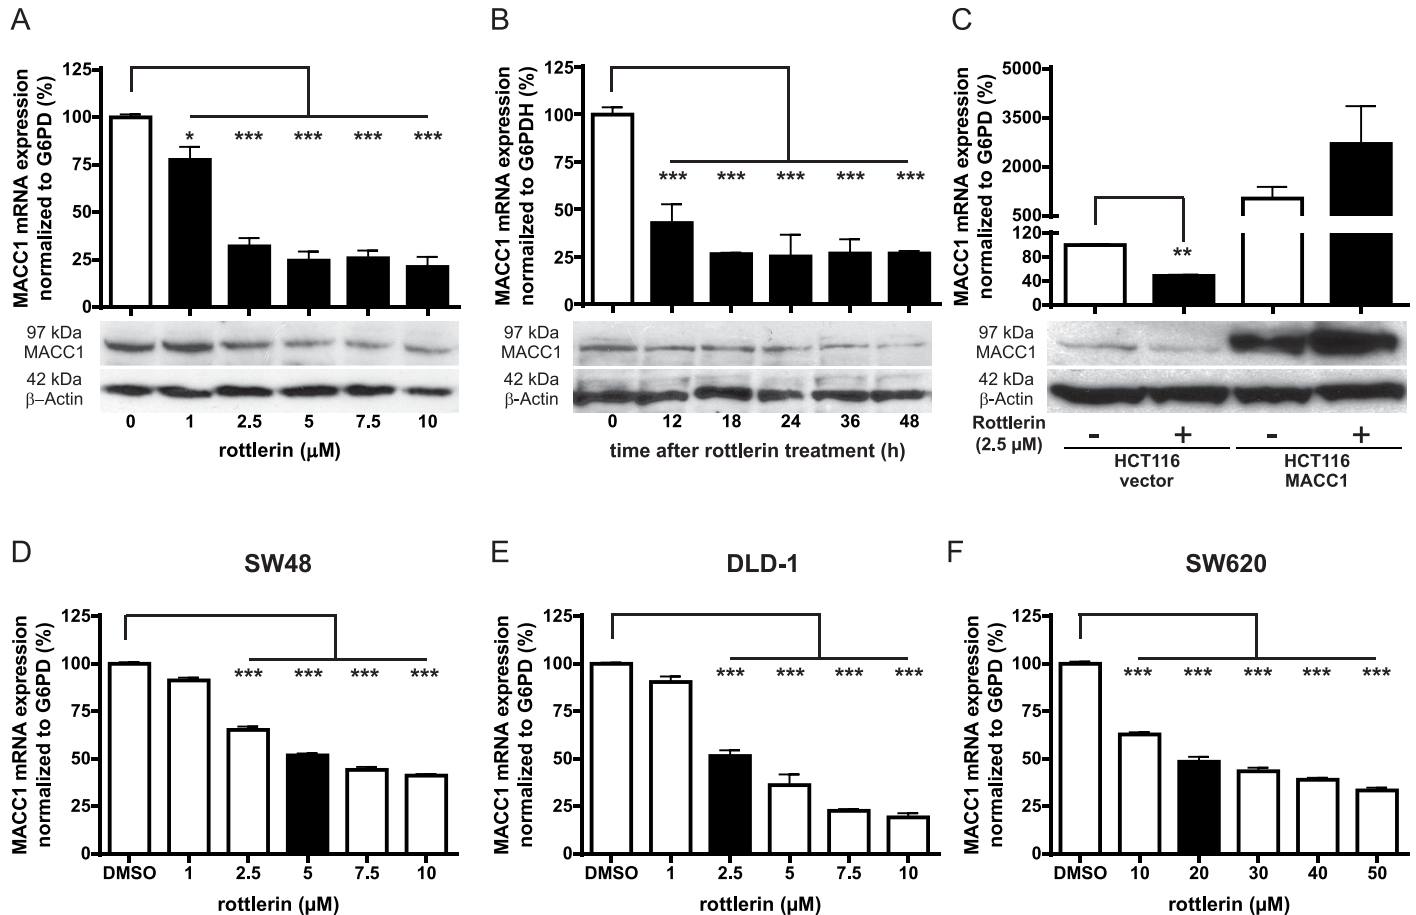 A
MACC1 mRNA expression
normalized to G6PD (%)
125
100
75
50
25
0
* *** *** *** ***
97 kDa
MACC1
42 kDa
β–Actin
0 1 2.5 5 7.5 10
rottlerin (μM)
B
MACC1 mRNA expression
normalized to G6PDH (%)
125
100
75
50
25
0
*** *** *** *** ***
97 kDa
MACC1
42 kDa
β-Actin
0 12 18 24 36 48
time after rottlerin treatment (h)
C
MACC1 mRNA expression
normalized to G6PD (%)
5000
3500
2000
500
120
80
40
0
**
97 kDa
MACC1
42 kDa
β-Actin
Rottlerin
(2.5 μM)
- + - +
HCT116
vector
HCT116
MACC1
D
SW48
MACC1 mRNA expression
normalized to G6PD (%)
125
100
75
50
25
0
*** *** *** ***
DMSO 1 2.5 5 7.5 10
rottlerin (μM)
E
DLD-1
MACC1 mRNA expression
normalized to G6PD (%)
125
100
75
50
25
0
*** *** *** ***
DMSO 1 2.5 5 7.5 10
rottlerin (μM)
F
SW620
MACC1 mRNA expression
normalized to G6PD (%)
125
100
75
50
25
0
*** *** *** *** ***
DMSO 10 20 30 40 50
rottlerin (μM)